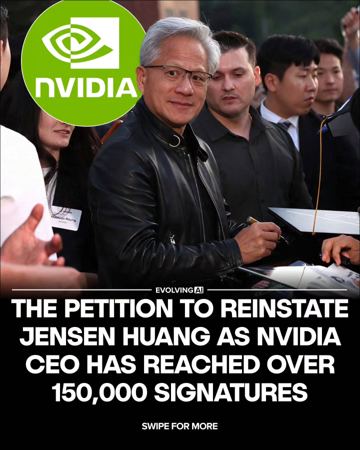 NVIDIA
EVOLVING AI
THE PETITION TO REINSTATE
JENSEN HUANG AS NVIDIA
CEO HAS REACHED OVER
150,000 SIGNATURES
SWIPE FOR MORE